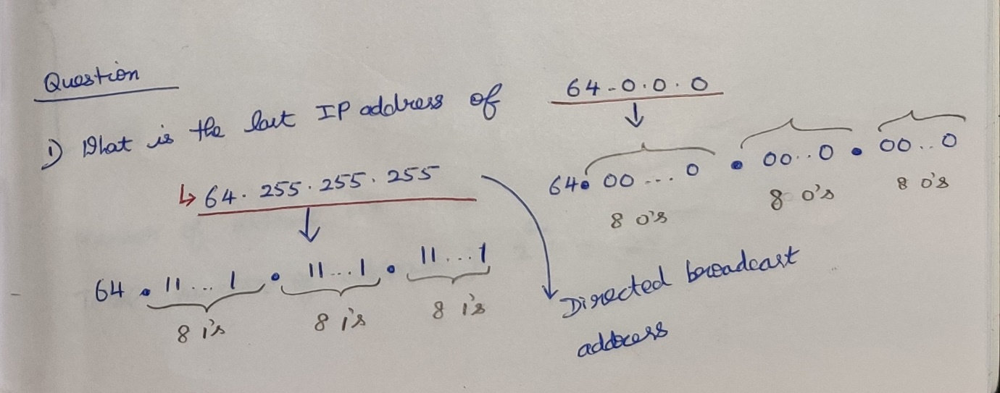 Question
1) What is the last IP address of 64.0.0.0
64.00...0 . 00..0 . 00..0
8 0's 8 0's 8 0's
↳ 64.255.255.255
64.11...1 . 11...1 . 11...1
8 1's 8 1's 8 1's
Directed broadcast
address